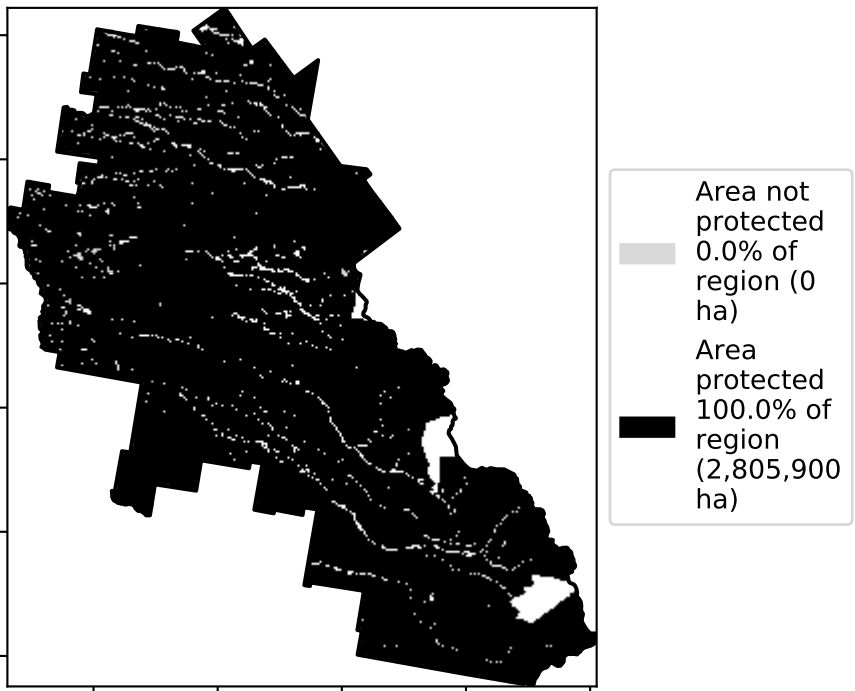 Area not
protected
0.0% of
region (0
ha)
Area
protected
100.0% of
region
(2,805,900
ha)